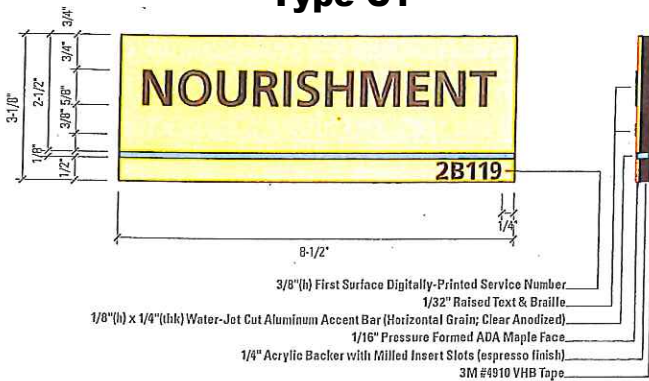 3/4"
3/4"
5/8"
3/8"
2-1/2"
3-1/8"
1/8"
1/2"
NOURISHMENT
2B119
1/4"
8-1/2"
3/8"(h) First Surface Digitally-Printed Service Number
1/32" Raised Text & Braille
1/8"(h) x 1/4"(thk) Water-Jet Cut Aluminum Accent Bar (Horizontal Grain; Clear Anodized)
1/16" Pressure Formed ADA Maple Face
1/4" Acrylic Backer with Milled Insert Slots (espresso finish)
3M #4910 VHB Tape